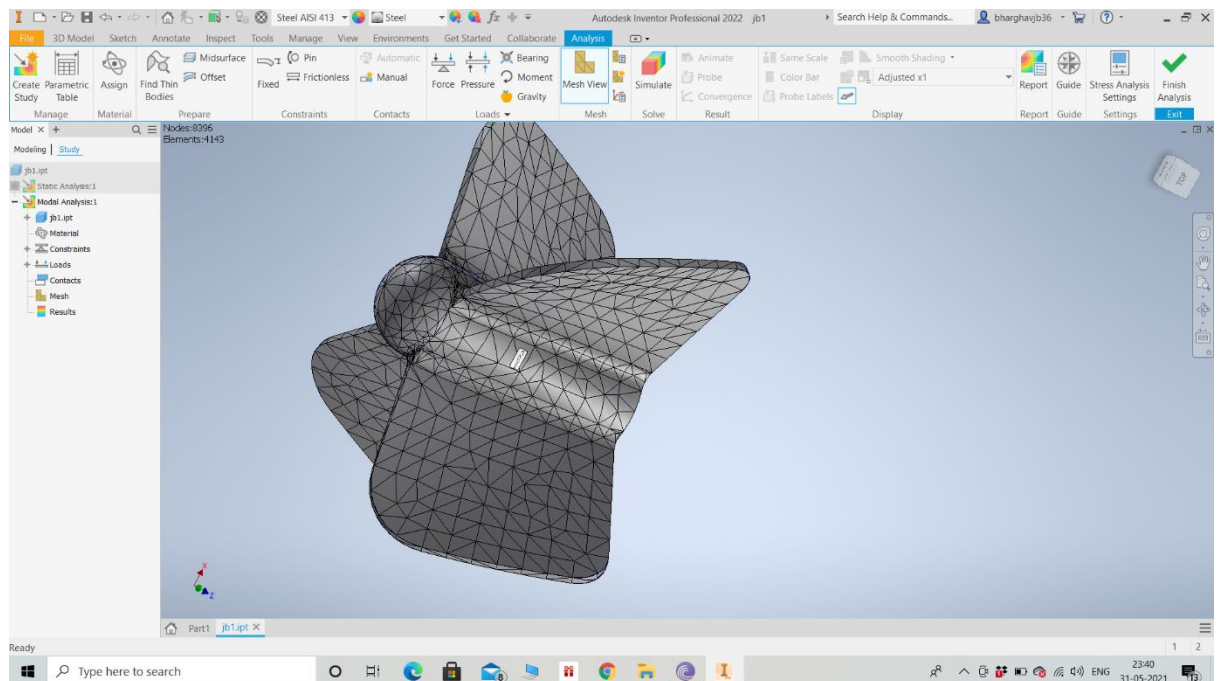 Steel AISI 413 Steel Autodesk Inventor Professional 2022 jb1 Search Help & Commands... bharghavjb36
File 3D Model Sketch Annotate Inspect Tools Manage View Environments Get Started Collaborate Analysis
Create Study
Parametric Table
Manage
Assign
Material
Find Thin Bodies
Midsurface
Offset
Prepare
Fixed
Pin
Frictionless
Constraints
Automatic
Manual
Contacts
Force
Pressure
Bearing
Moment
Gravity
Loads
Mesh View
Mesh
Simulate
Solve
Animate
Probe
Convergence
Result
Same Scale
Color Bar
Probe Labels
Smooth Shading
Adjusted x1
Display
Report
Report
Guide
Guide
Stress Analysis Settings
Settings
Finish Analysis
Exit
Model
Modeling Study
jb1.ipt
Static Analysis:1
Modal Analysis:1
jb1.ipt
Material
Constraints
Loads
Contacts
Mesh
Results
Nodes:8396
Elements:4143
TOP
X
Z
Part1 jb1.ipt
Ready
1 2
Type here to search
8
ENG
23:40
31-05-2021
13